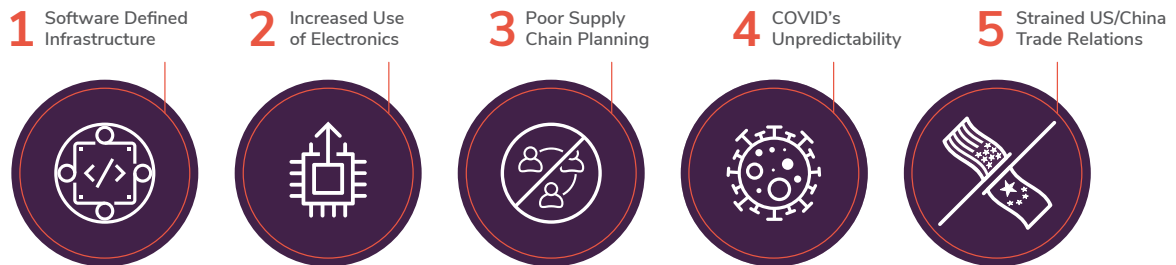 1 Software Defined
Infrastructure
2 Increased Use
of Electronics
3 Poor Supply
Chain Planning
4 COVID's
Unpredictability
5 Strained US/China
Trade Relations
</>